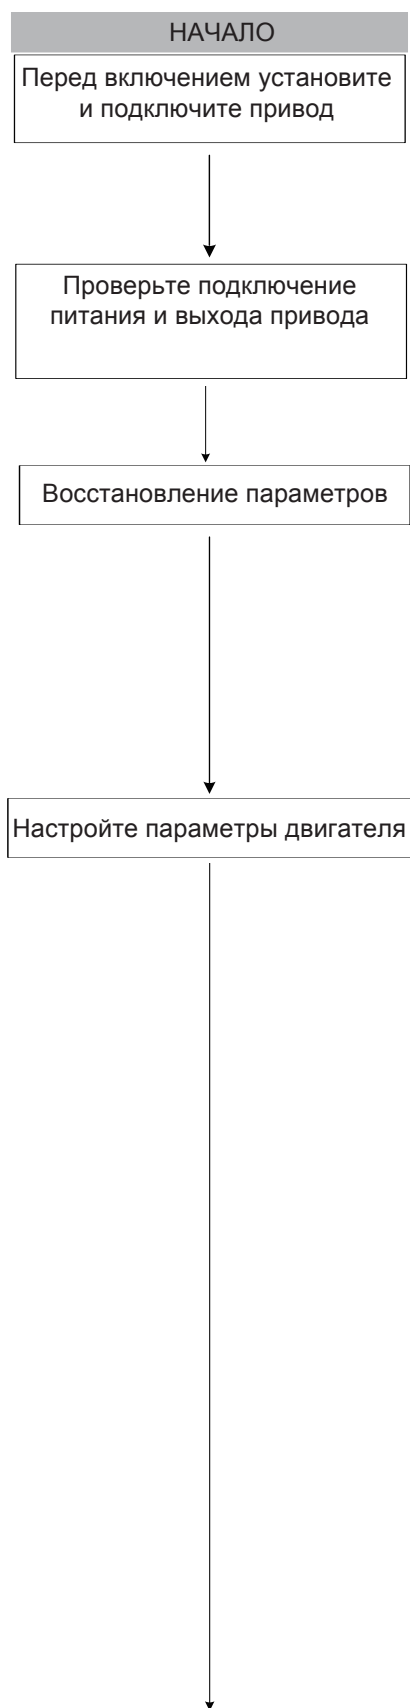 НАЧАЛО
Перед включением установите
и подключите привод
Проверьте подключение
питания и выхода привода
Восстановление параметров
Настройте параметры двигателя